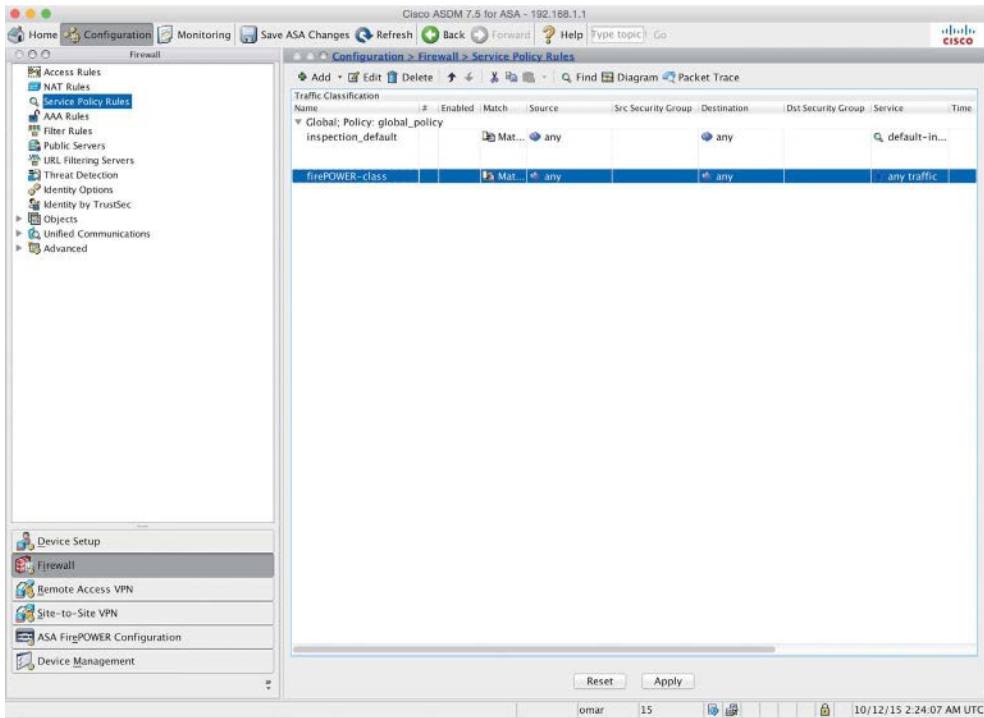 Cisco ASDM 7.5 for ASA - 192.168.1.1
Home Configuration Monitoring Save ASA Changes Refresh Back Forward Help Type topic Go
CISCO
Firewall
Access Rules
NAT Rules
Service Policy Rules
AAA Rules
Filter Rules
Public Servers
URL Filtering Servers
Threat Detection
Identity Options
Identity by TrustSec
Objects
Unified Communications
Advanced
Device Setup
Firewall
Remote Access VPN
Site-to-Site VPN
ASA FirePOWER Configuration
Device Management
Configuration > Firewall > Service Policy Rules
Add Edit Delete Find Diagram Packet Trace
Traffic Classification
Name # Enabled Match Source Src Security Group Destination Dst Security Group Service Time
Global; Policy: global_policy
inspection_default Mat... any any default-in...
firePOWER-class Mat... any any any traffic
Reset Apply
omar 15 10/12/15 2:24:07 AM UTC